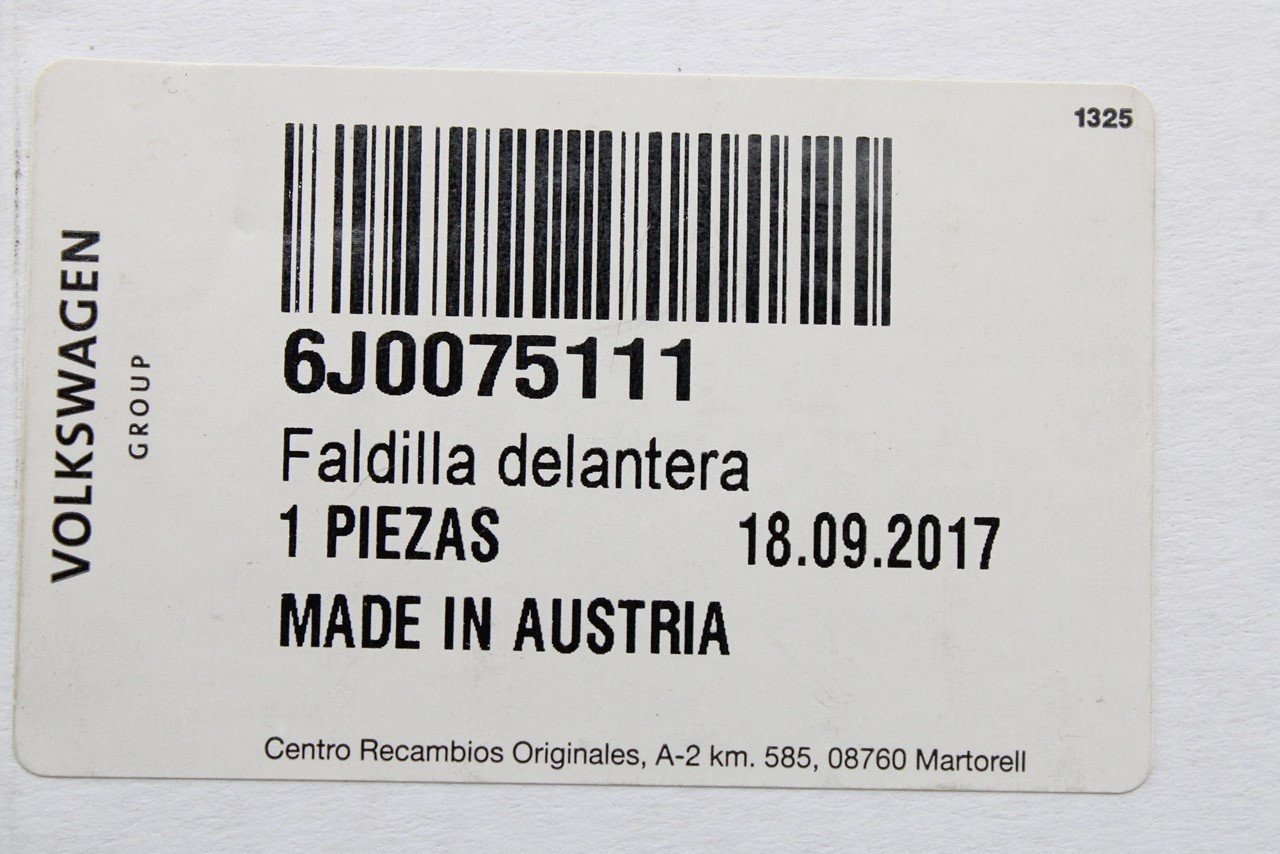 1325
VOLKSWAGEN
GROUP
6J0075111
Faldilla delantera
1 PIEZAS 18.09.2017
MADE IN AUSTRIA
Centro Recambios Originales, A-2 km. 585, 08760 Martorell